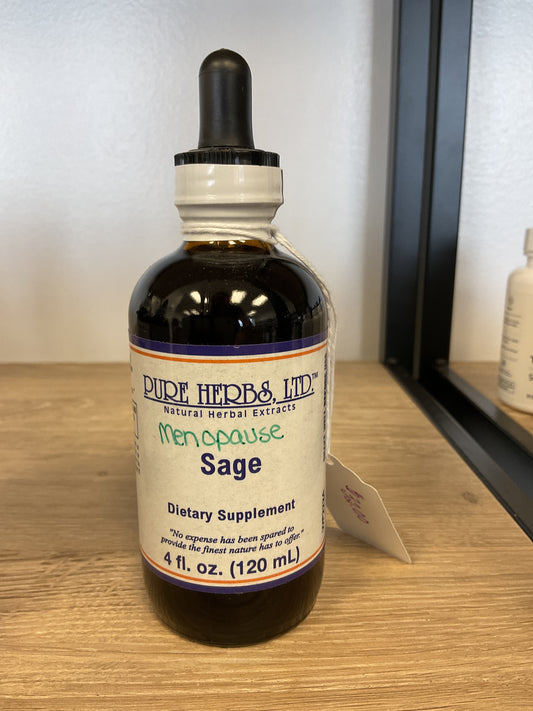 PURE HERBS, LTD.™
Natural Herbal Extracts
Menopause
Sage
Dietary Supplement
"No expense has been spared to
provide the finest nature has to offer."
4 fl. oz. (120 mL)